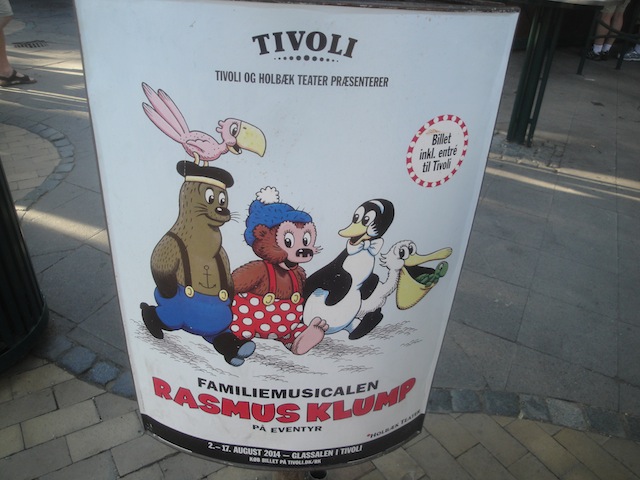 TIVOLI
TIVOLI OG HOLBÆK TEATER PRÆSENTERER
Billet
inkl. entré
til Tivoli
FAMILIEMUSICALEN
RASMUS KLUMP
PÅ EVENTYR
HOLBÆK TEATER
2.-17. AUGUST 2014 – GLASSALEN I TIVOLI
KØB BILLET PÅ TIVOLI.DK/RK